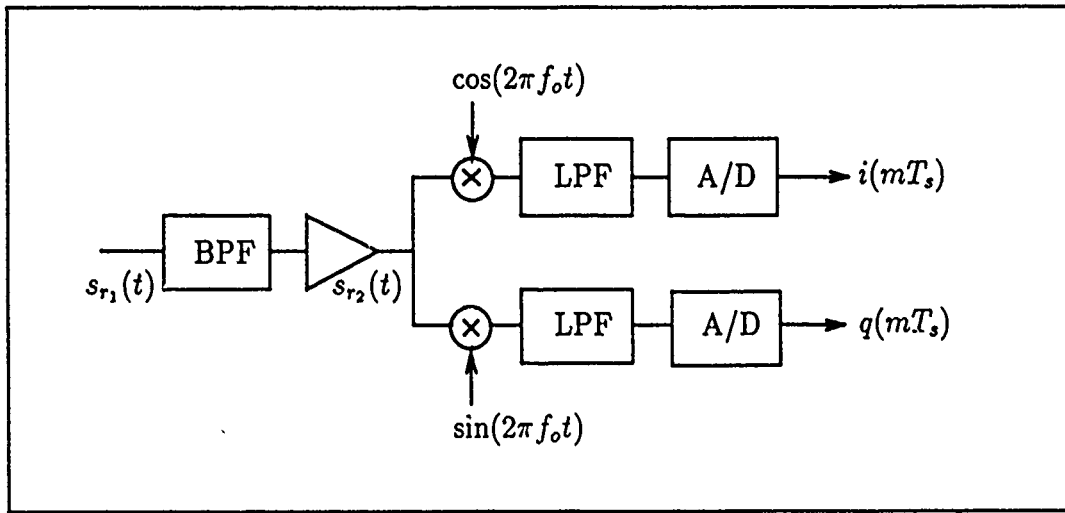 cos(2πf_o t)
LPF
A/D
i(mT_s)
BPF
s_{r_1}(t)
s_{r_2}(t)
LPF
A/D
q(mT_s)
sin(2πf_o t)